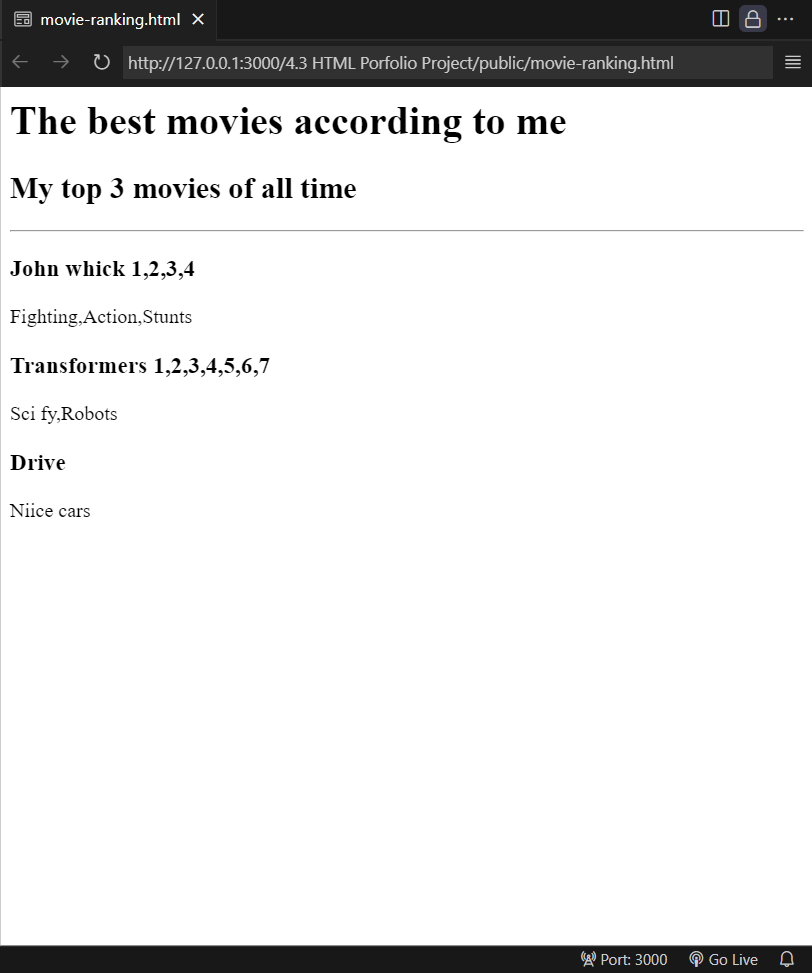 movie-ranking.html
http://127.0.0.1:3000/4.3 HTML Porfolio Project/public/movie-ranking.html
The best movies according to me
My top 3 movies of all time
John whick 1,2,3,4
Fighting,Action,Stunts
Transformers 1,2,3,4,5,6,7
Sci fy,Robots
Drive
Niice cars
Port: 3000 Go Live